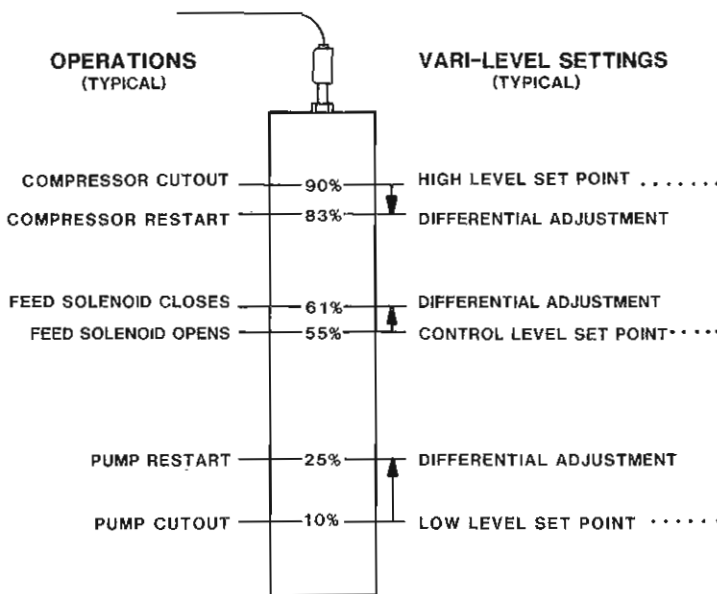 OPERATIONS
(TYPICAL)
VARI-LEVEL SETTINGS
(TYPICAL)
COMPRESSOR CUTOUT 90% HIGH LEVEL SET POINT ......
COMPRESSOR RESTART 83% DIFFERENTIAL ADJUSTMENT
FEED SOLENOID CLOSES 61% DIFFERENTIAL ADJUSTMENT
FEED SOLENOID OPENS 55% CONTROL LEVEL SET POINT .....
PUMP RESTART 25% DIFFERENTIAL ADJUSTMENT
PUMP CUTOUT 10% LOW LEVEL SET POINT .....